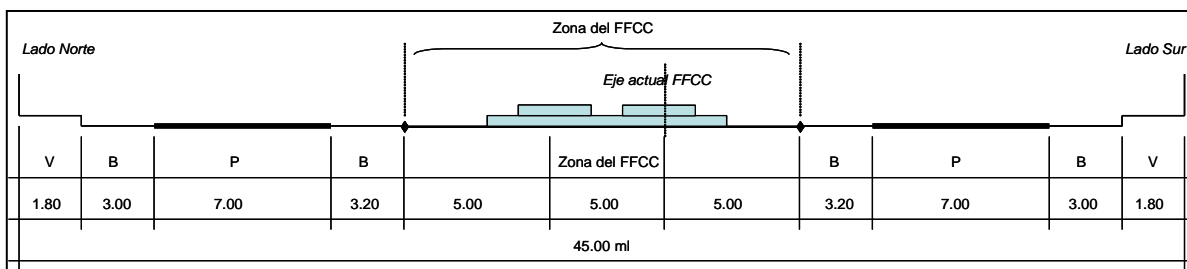 Zona del FFCC
Lado Norte
Lado Sur
Eje actual FFCC
V B P B Zona del FFCC B P B V
1.80 3.00 7.00 3.20 5.00 5.00 5.00 3.20 7.00 3.00 1.80
45.00 ml